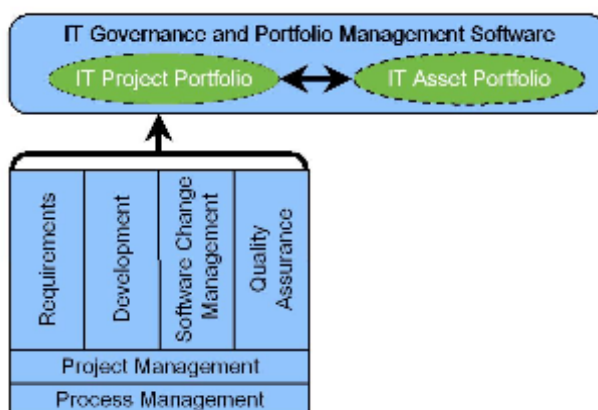 IT Governance and Portfolio Management Software
IT Project Portfolio
IT Asset Portfolio
Requirements
Development
Software Change
Management
Quality
Assurance
Project Management
Process Management